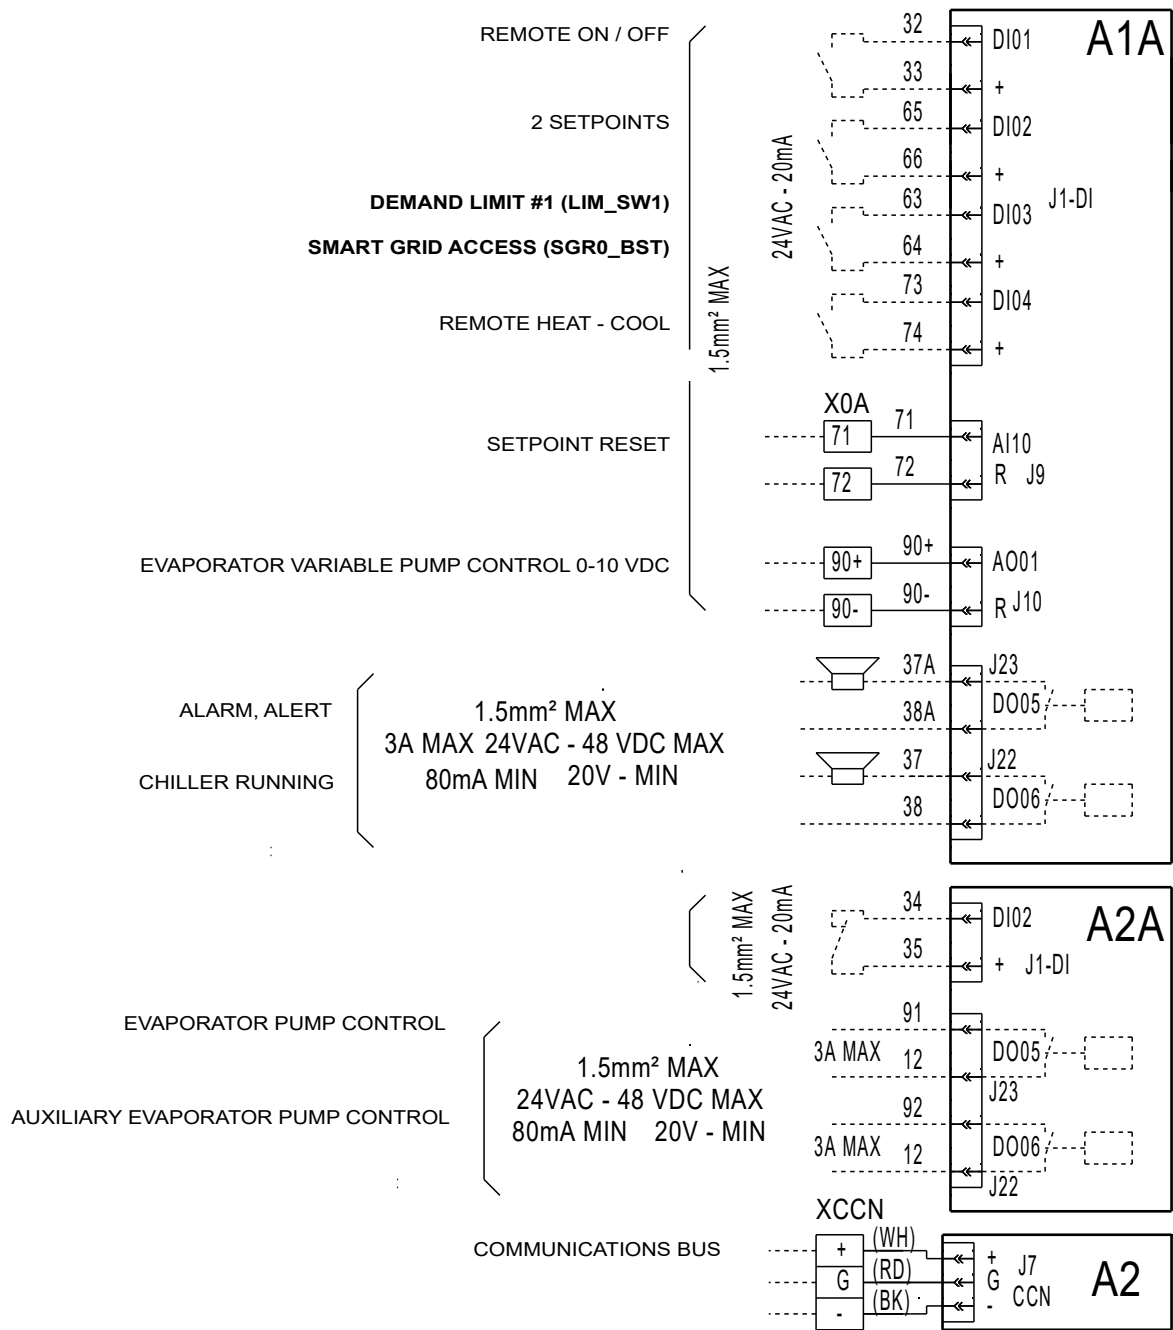 REMOTE ON / OFF
32
DI01
A1A
33
+
2 SETPOINTS
65
DI02
66
+
DEMAND LIMIT #1 (LIM_SW1)
63
DI03
J1-DI
SMART GRID ACCESS (SGR0_BST)
64
+
24VAC - 20mA
73
DI04
REMOTE HEAT - COOL
74
+
1.5mm² MAX
X0A
71
71
AI10
SETPOINT RESET
72
72
R J9
EVAPORATOR VARIABLE PUMP CONTROL 0-10 VDC
90+
90+
AO01
90-
90-
R J10
37A
J23
ALARM, ALERT
1.5mm² MAX
38A
DO05
3A MAX 24VAC - 48 VDC MAX
37
J22
CHILLER RUNNING
80mA MIN 20V - MIN
38
DO06
1.5mm² MAX
24VAC - 20mA
34
DI02
A2A
35
+ J1-DI
EVAPORATOR PUMP CONTROL
91
1.5mm² MAX
3A MAX
12
DO05
J23
24VAC - 48 VDC MAX
AUXILIARY EVAPORATOR PUMP CONTROL
92
80mA MIN 20V - MIN
3A MAX
12
DO06
J22
XCCN
COMMUNICATIONS BUS
+
(WH)
+
J7
G
(RD)
G
CCN
A2
-
(BK)
-